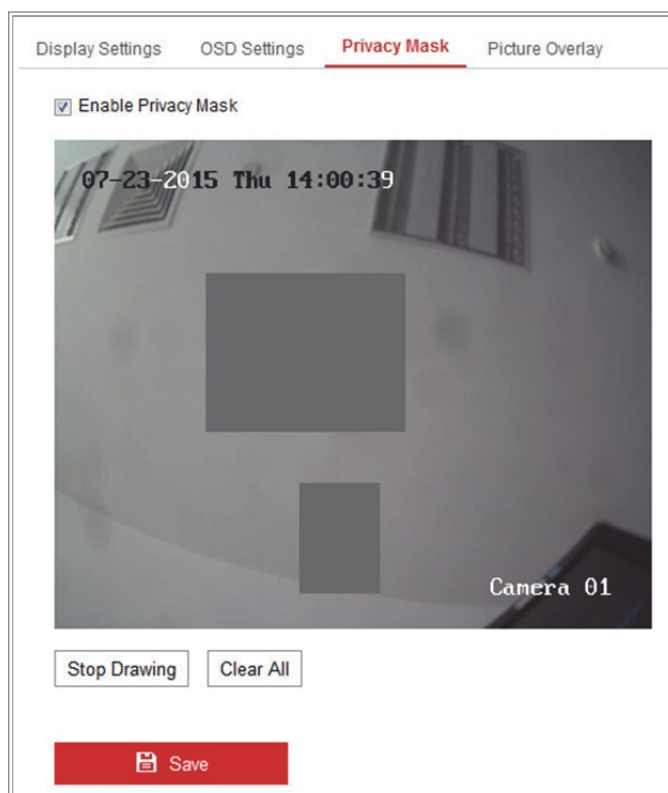 Display Settings OSD Settings Privacy Mask Picture Overlay
Enable Privacy Mask
07-23-2015 Thu 14:00:39
Camera 01
Stop Drawing Clear All
Save